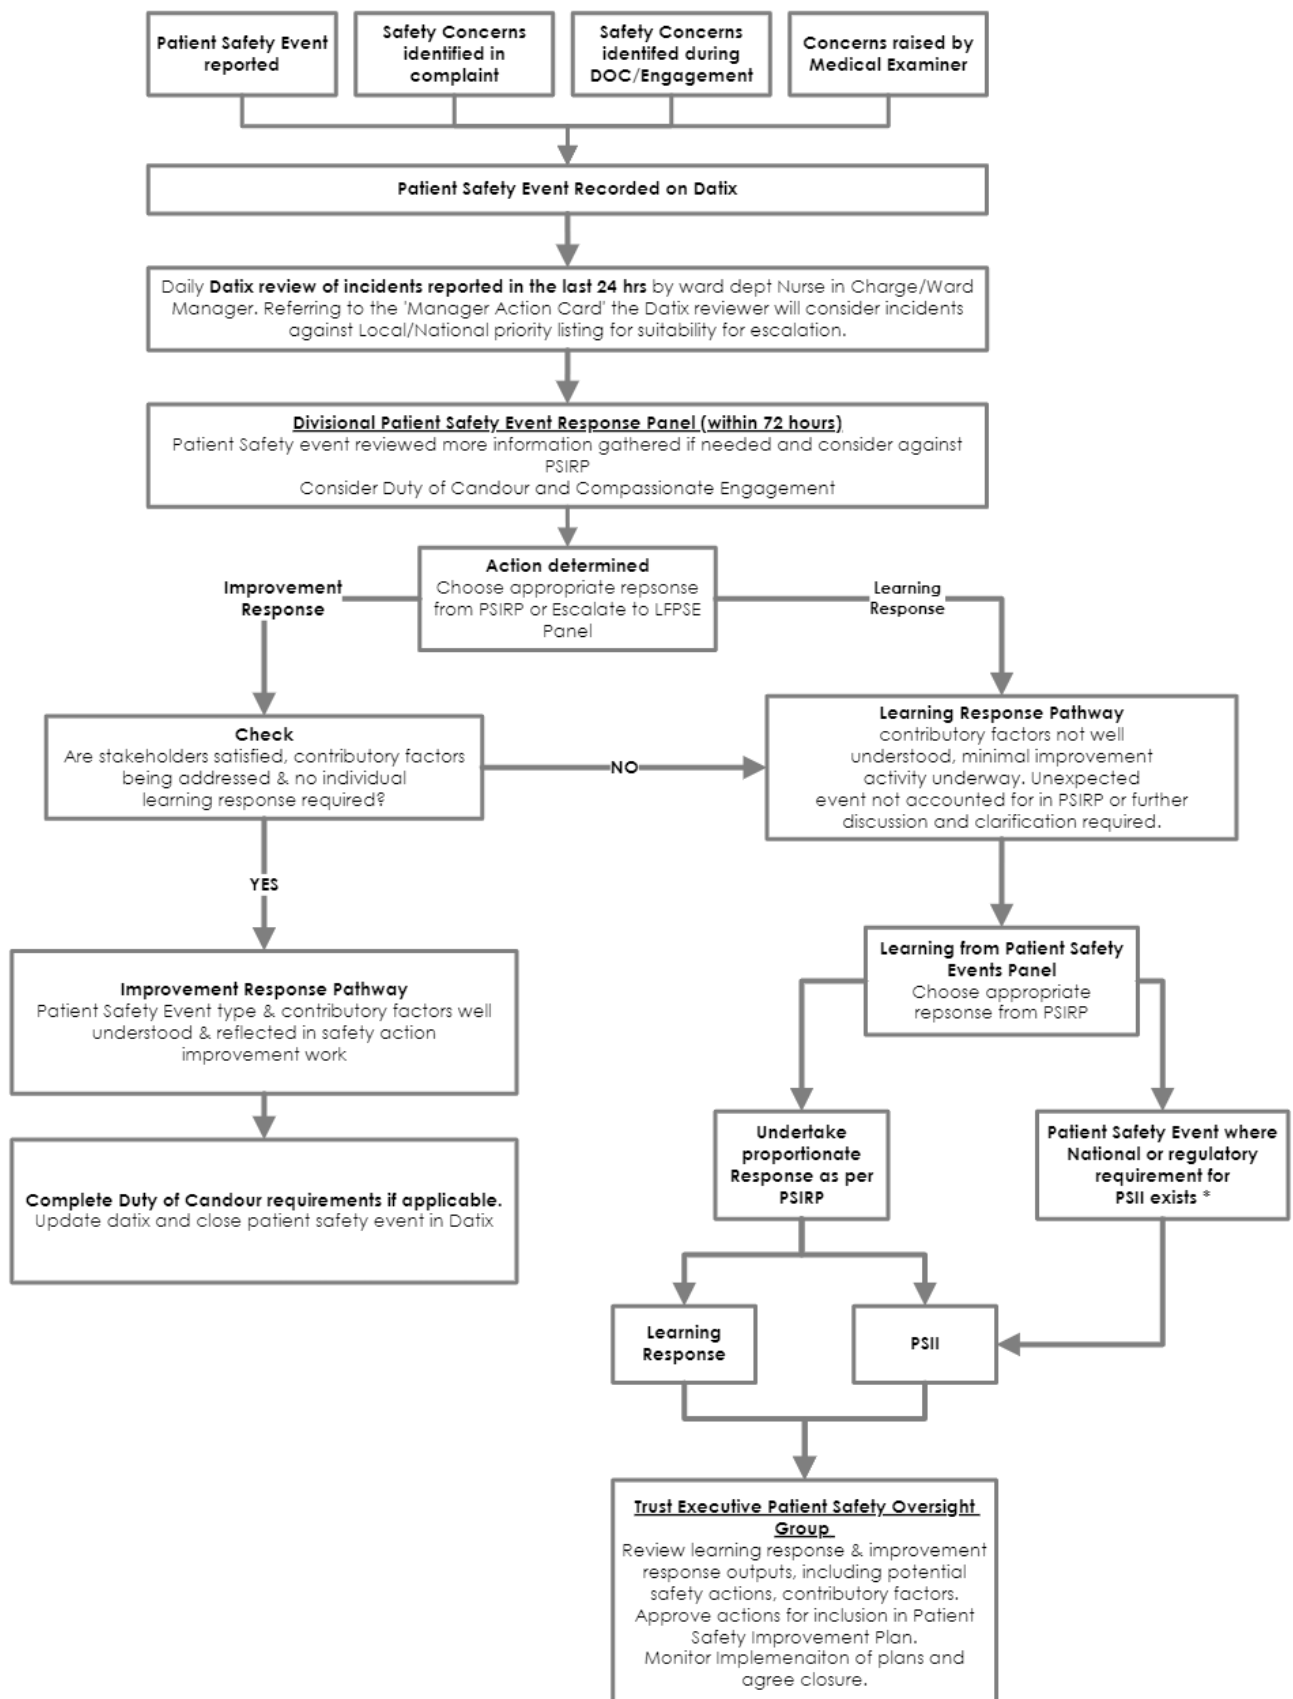 Patient Safety Event
reported
Safety Concerns
identified in
complaint
Safety Concerns
identifed during
DOC/Engagement
Concerns raised by
Medical Examiner
Patient Safety Event Recorded on Datix
Daily Datix review of incidents reported in the last 24 hrs by ward dept Nurse in Charge/Ward
Manager. Referring to the 'Manager Action Card' the Datix reviewer will consider incidents
against Local/National priority listing for suitability for escalation.
Divisional Patient Safety Event Response Panel (within 72 hours)
Patient Safety event reviewed more information gathered if needed and consider against
PSIRP
Consider Duty of Candour and Compassionate Engagement
Action determined
Choose appropriate repsonse
from PSIRP or Escalate to LFPSE
Panel
Improvement
Response
Learning
Response
Check
Are stakeholders satisfied, contributory factors
being addressed & no individual
learning response required?
NO
Learning Response Pathway
contributory factors not well
understood, minimal improvement
activity underway. Unexpected
event not accounted for in PSIRP or further
discussion and clarification required.
YES
Improvement Response Pathway
Patient Safety Event type & contributory factors well
understood & reflected in safety action
improvement work
Learning from Patient Safety
Events Panel
Choose appropriate
repsonse from PSIRP
Complete Duty of Candour requirements if applicable.
Update datix and close patient safety event in Datix
Undertake
proportionate
Response as per
PSIRP
Patient Safety Event where
National or regulatory
requirement for
PSII exists *
Learning
Response
PSII
Trust Executive Patient Safety Oversight
Group
Review learning response & improvement
response outputs, including potential
safety actions, contributory factors.
Approve actions for inclusion in Patient
Safety Improvement Plan.
Monitor Implemenaiton of plans and
agree closure.